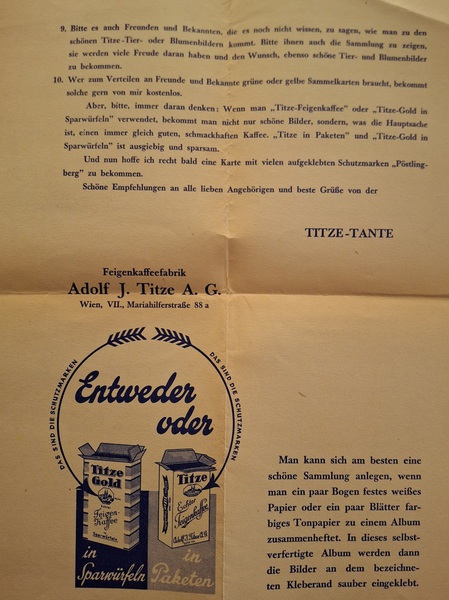 9. Bitte es auch Freunden und Bekannten, die es noch nicht wissen, zu sagen, wie man zu den
schönen Titze-Tier- oder Blumenbildern kommt. Bitte ihnen auch die Sammlung zu zeigen,
sie werden viele Freude daran haben und den Wunsch, ebenso schöne Tier- und Blumenbilder
zu bekommen.
10. Wer zum Verteilen an Freunde und Bekannte grüne oder gelbe Sammelkarten braucht, bekommt
solche gern von mir kostenlos.
Aber, bitte, immer daran denken: Wenn man „Titze-Feigenkaffee" oder „Titze-Gold in
Sparwürfeln" verwendet, bekommt man nicht nur schöne Bilder, sondern, was die Hauptsache
ist, einen immer gleich guten, schmackhaften Kaffee. „Titze in Paketen" und „Titze-Gold in
Sparwürfeln" ist ausgiebig und sparsam.
Und nun hoffe ich recht bald eine Karte mit vielen aufgeklebten Schutzmarken „Pöstling-
berg" zu bekommen.
Schöne Empfehlungen an alle lieben Angehörigen und beste Grüße von der
TITZE-TANTE
Feigenkaffeefabrik
Adolf J. Titze A. G.
Wien, VII., Mariahilferstraße 88 a
DAS SIND DIE SCHUTZMARKEN
DAS SIND DIE SCHUTZMARKEN
Entweder
oder
Titze
Gold
Feigen-
Kaffee
in
Sparwürfeln
Titze
Echter
Feigenkaffee
Adolf J. Titze A. G.
in
Paketen
Man kann sich am besten eine
schöne Sammlung anlegen, wenn
man ein paar Bogen festes weißes
Papier oder ein paar Blätter far-
biges Tonpapier zu einem Album
zusammenheftet. In dieses selbst-
verfertigte Album werden dann
die Bilder an dem bezeichne-
ten Kleberand sauber eingeklebt.